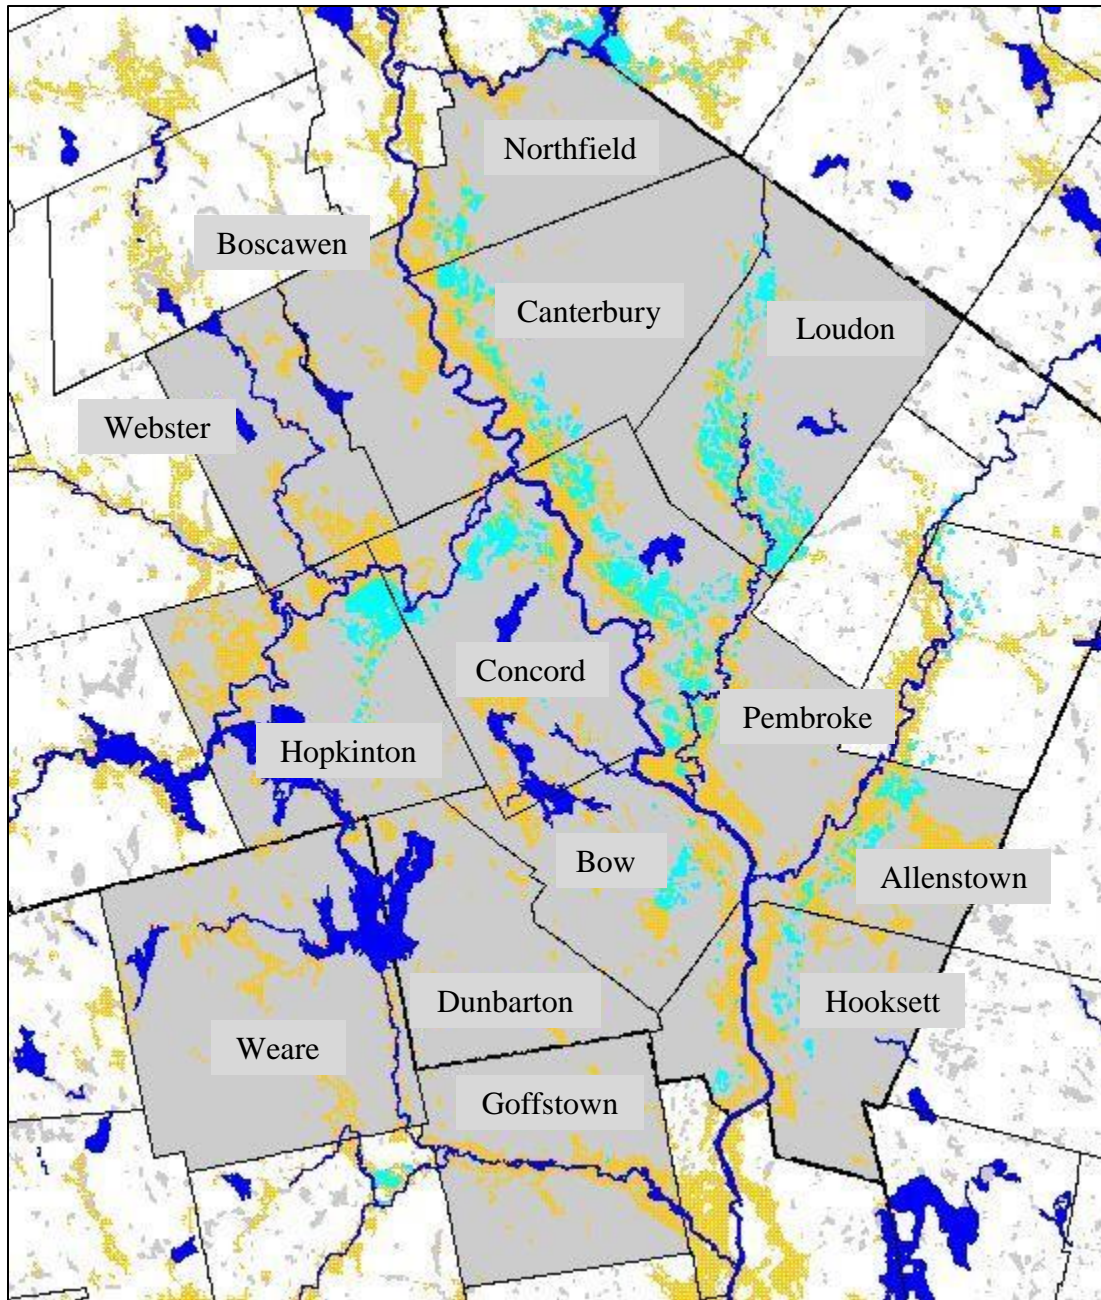 Northfield
Boscawen
Canterbury
Loudon
Webster
Concord
Pembroke
Hopkinton
Bow
Allenstown
Dunbarton
Hooksett
Weare
Goffstown